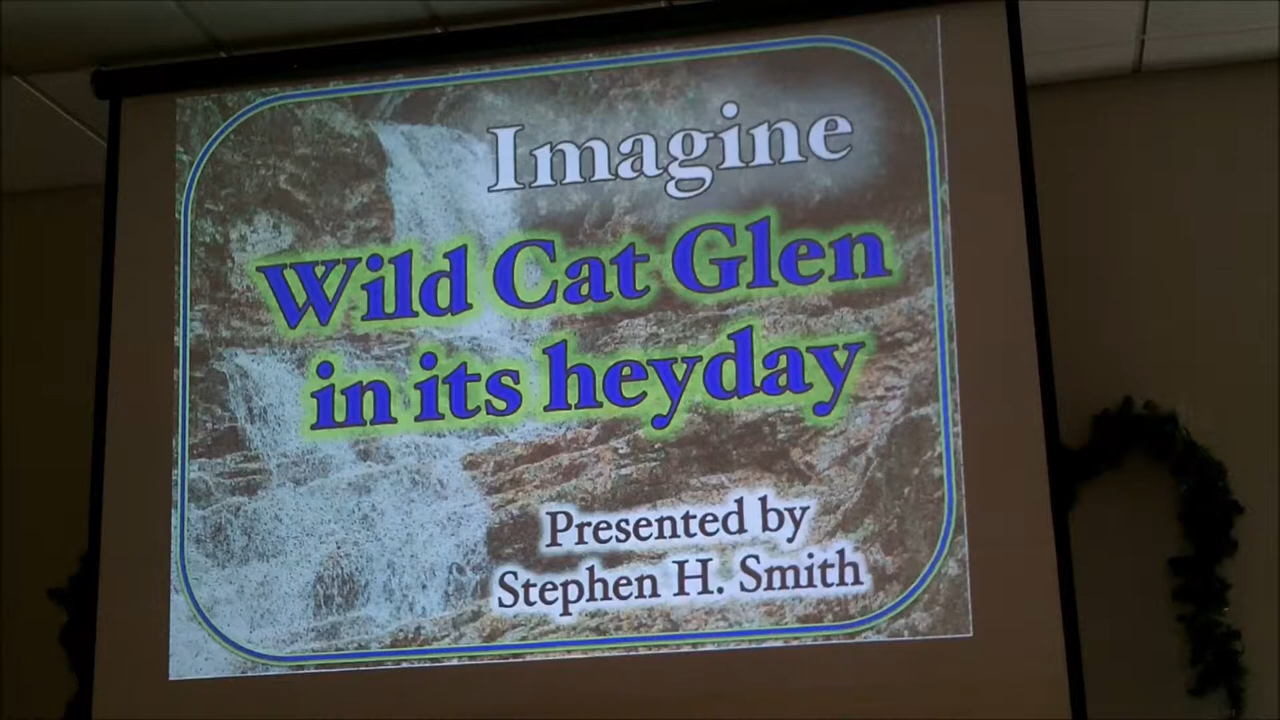 Imagine
Wild Cat Glen
in its heyday
Presented by
Stephen H. Smith